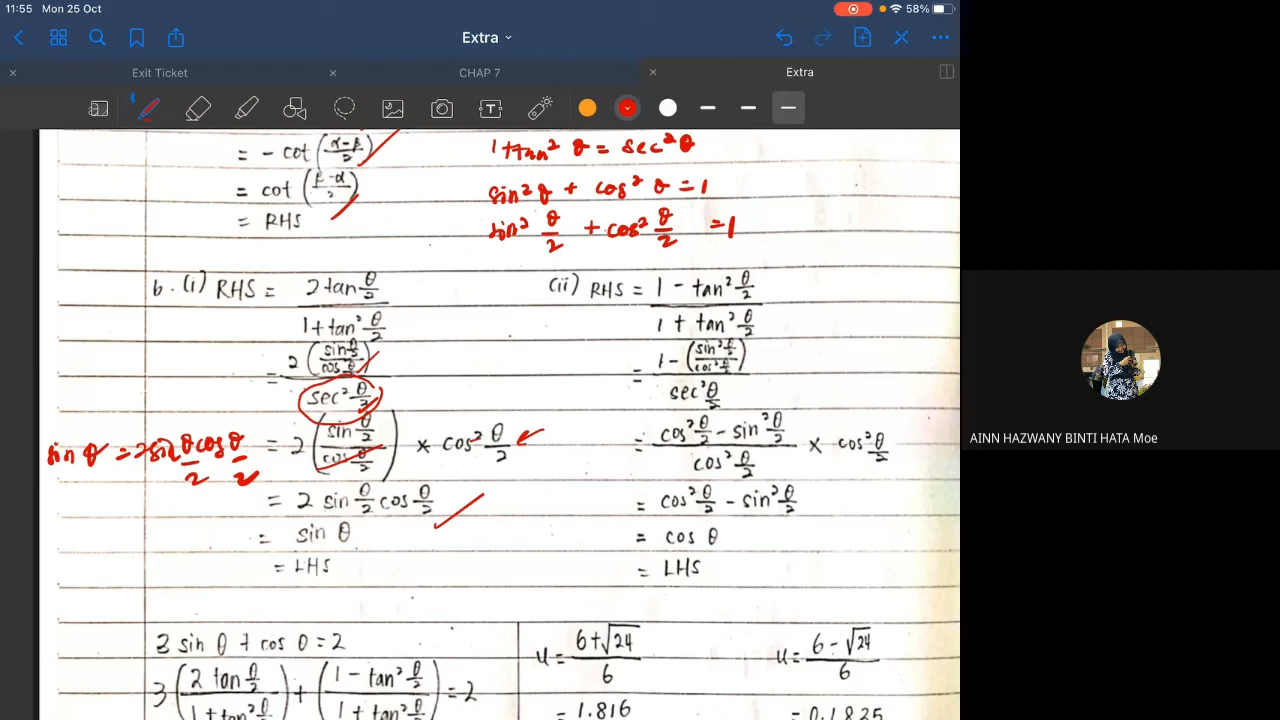 11:55 Mon 25 Oct
58%
Extra
Exit Ticket
CHAP 7
Extra
= - cot ((α-β)/2)
= cot ((β-α)/2)
= RHS
1+tan² θ = sec² θ
sin² θ + cos² θ = 1
sin² θ/2 + cos² θ/2 = 1
b. (i) RHS = 2 tan θ/2 / 1 + tan² θ/2
= 2 (sin θ/2 / cos θ/2) / sec² θ/2
= 2 (sin θ/2 / cos θ/2) × cos² θ/2
sin θ = 2 sin θ/2 cos θ/2
= 2 sin θ/2 cos θ/2
= sin θ
= LHS
(ii) RHS = 1 - tan² θ/2 / 1 + tan² θ/2
= 1 - (sin² θ/2 / cos² θ/2) / sec² θ/2
= cos² θ/2 - sin² θ/2 / cos² θ/2 × cos² θ/2
= cos² θ/2 - sin² θ/2
= cos θ
= LHS
3 sin θ + cos θ = 2
3 (2 tan θ/2 / 1 + tan² θ/2) + (1 - tan² θ/2 / 1 + tan² θ/2) = 2
u = 6+√24 / 6
= 1.816
u = 6-√24 / 6
= 0.1835
AINN HAZWANY BINTI HATA Moe